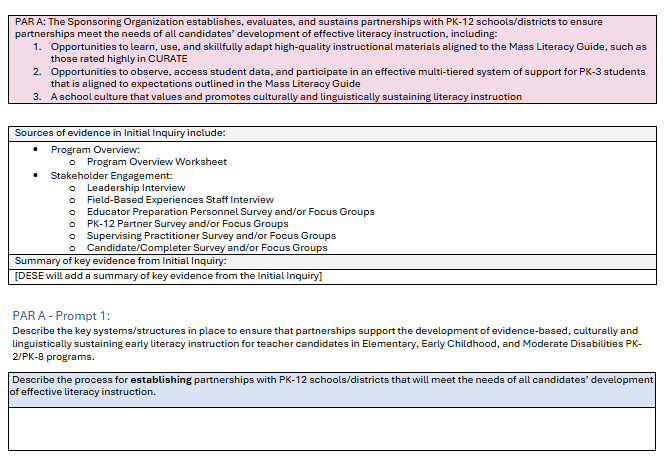 PAR A: The Sponsoring Organization establishes, evaluates, and sustains partnerships with PK-12 schools/districts to ensure
partnerships meet the needs of all candidates' development of effective literacy instruction, including:
1. Opportunities to learn, use, and skillfully adapt high-quality instructional materials aligned to the Mass Literacy Guide, such as
those rated highly in CURATE
2. Opportunities to observe, access student data, and participate in an effective multi-tiered system of support for PK-3 students
that is aligned to expectations outlined in the Mass Literacy Guide
3. A school culture that values and promotes culturally and linguistically sustaining literacy instruction
Sources of evidence in Initial Inquiry include:
• Program Overview:
o Program Overview Worksheet
• Stakeholder Engagement:
o Leadership Interview
o Field-Based Experiences Staff Interview
o Educator Preparation Personnel Survey and/or Focus Groups
o PK-12 Partner Survey and/or Focus Groups
o Supervising Practitioner Survey and/or Focus Groups
o Candidate/Completer Survey and/or Focus Groups
Summary of key evidence from Initial Inquiry:
[DESE will add a summary of key evidence from the Initial Inquiry]
PAR A - Prompt 1:
Describe the key systems/structures in place to ensure that partnerships support the development of evidence-based, culturally and
linguistically sustaining early literacy instruction for teacher candidates in Elementary, Early Childhood, and Moderate Disabilities PK-
2/PK-8 programs.
Describe the process for establishing partnerships with PK-12 schools/districts that will meet the needs of all candidates' development
of effective literacy instruction.